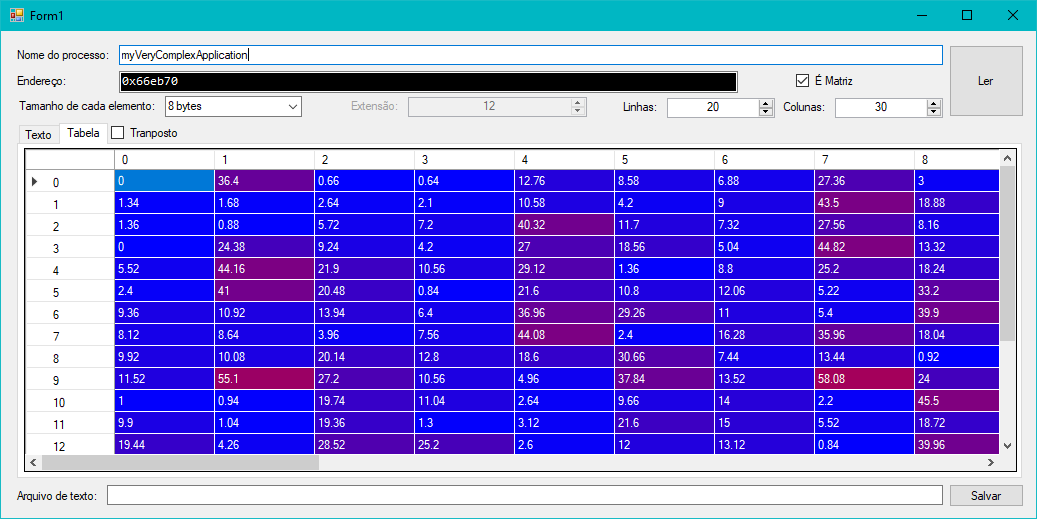 Form1
Nome do processo: myVeryComplexApplication Ler
Endereço: 0x66eb70 É Matriz
Tamanho de cada elemento: 8 bytes Extensão: 12 Linhas: 20 Colunas: 30
Texto Tabela Tranposto
0 1 2 3 4 5 6 7 8
0 0 36.4 0.66 0.64 12.76 8.58 6.88 27.36 3
1 1.34 1.68 2.64 2.1 10.58 4.2 9 43.5 18.88
2 1.36 0.88 5.72 7.2 40.32 11.7 7.32 27.56 8.16
3 0 24.38 9.24 4.2 27 18.56 5.04 44.82 13.32
4 5.52 44.16 21.9 10.56 29.12 1.36 8.8 25.2 18.24
5 2.4 41 20.48 0.84 21.6 10.8 12.06 5.22 33.2
6 9.36 10.92 13.94 6.4 36.96 29.26 11 5.4 39.9
7 8.12 8.64 3.96 7.56 44.08 2.4 16.28 35.96 18.04
8 9.92 10.08 20.14 12.8 18.6 30.66 7.44 13.44 0.92
9 11.52 55.1 27.2 10.56 4.96 37.84 13.52 58.08 24
10 1 0.94 19.74 11.04 2.64 9.66 14 2.2 45.5
11 9.9 1.04 19.36 1.3 3.12 21.6 15 5.52 18.72
12 19.44 4.26 28.52 25.2 2.6 12 13.12 0.84 39.96
Arquivo de texto: Salvar